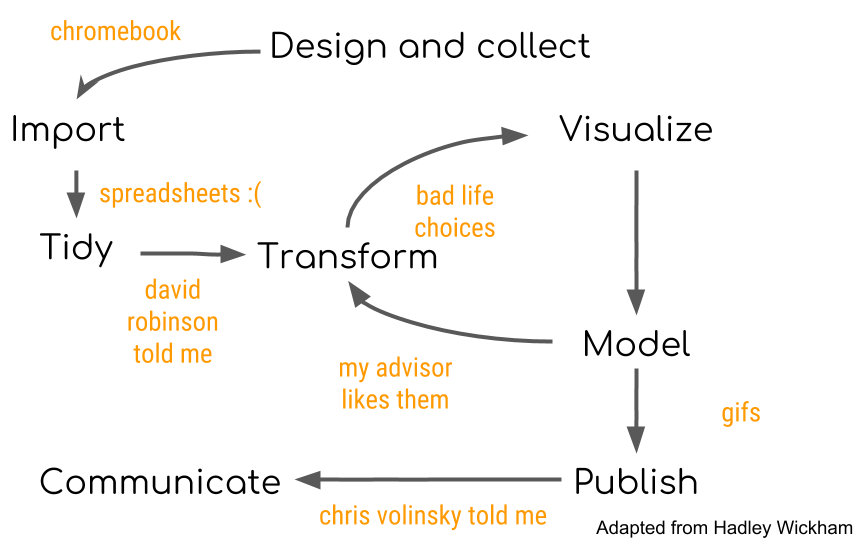 chromebook
Design and collect
Import
Visualize
spreadsheets :(
bad life
choices
Tidy
Transform
david
robinson
told me
Model
my advisor
likes them
gifs
Communicate
Publish
chris volinsky told me
Adapted from Hadley Wickham